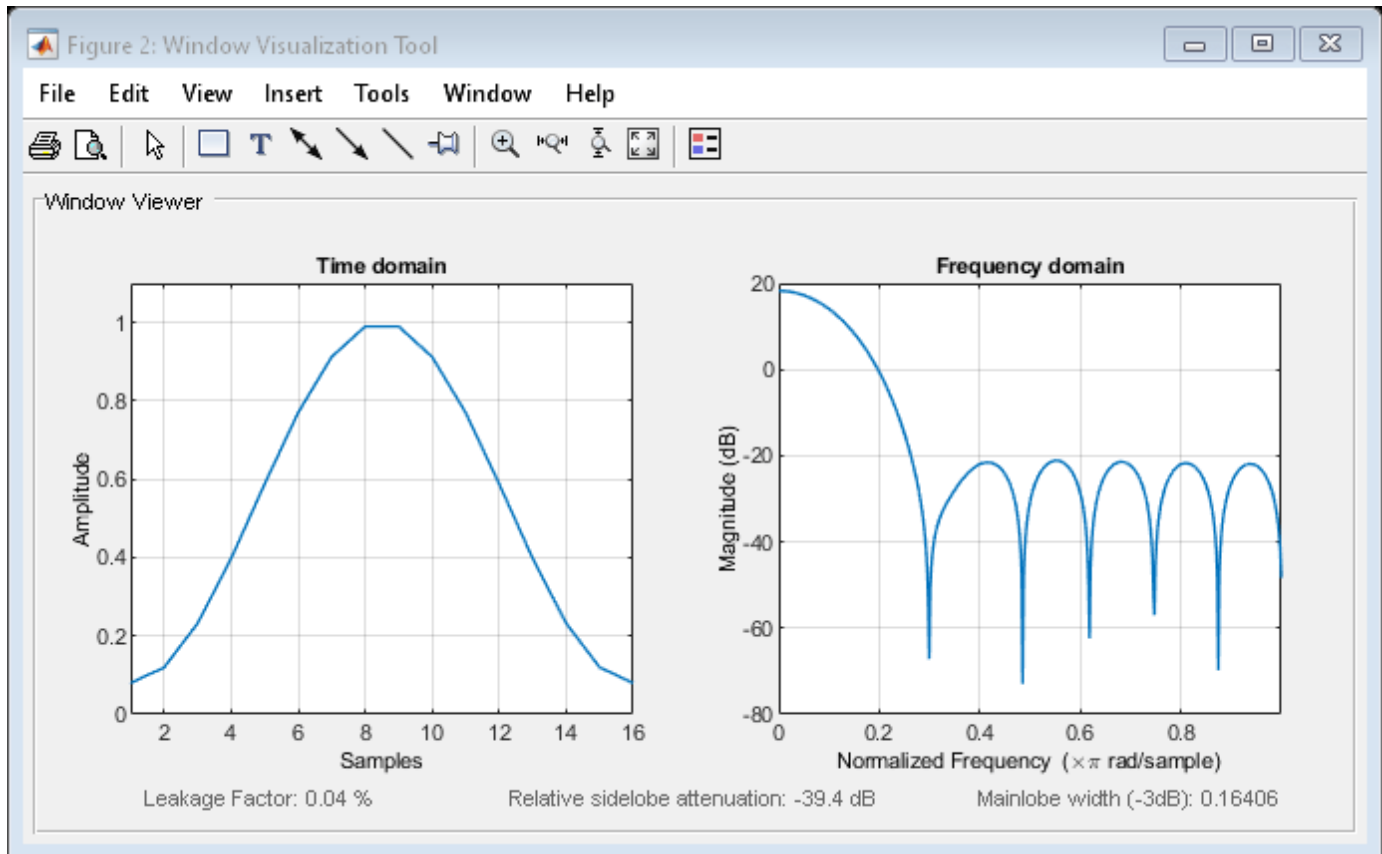 Figure 2: Window Visualization Tool
File Edit View Insert Tools Window Help
T
Window Viewer
Time domain
1
0.8
0.6
0.4
0.2
0
Amplitude
2 4 6 8 10 12 14 16
Samples
Frequency domain
20
0
-20
-40
-60
-80
Magnitude (dB)
0 0.2 0.4 0.6 0.8
Normalized Frequency (×π rad/sample)
Leakage Factor: 0.04 % Relative sidelobe attenuation: -39.4 dB Mainlobe width (-3dB): 0.16406